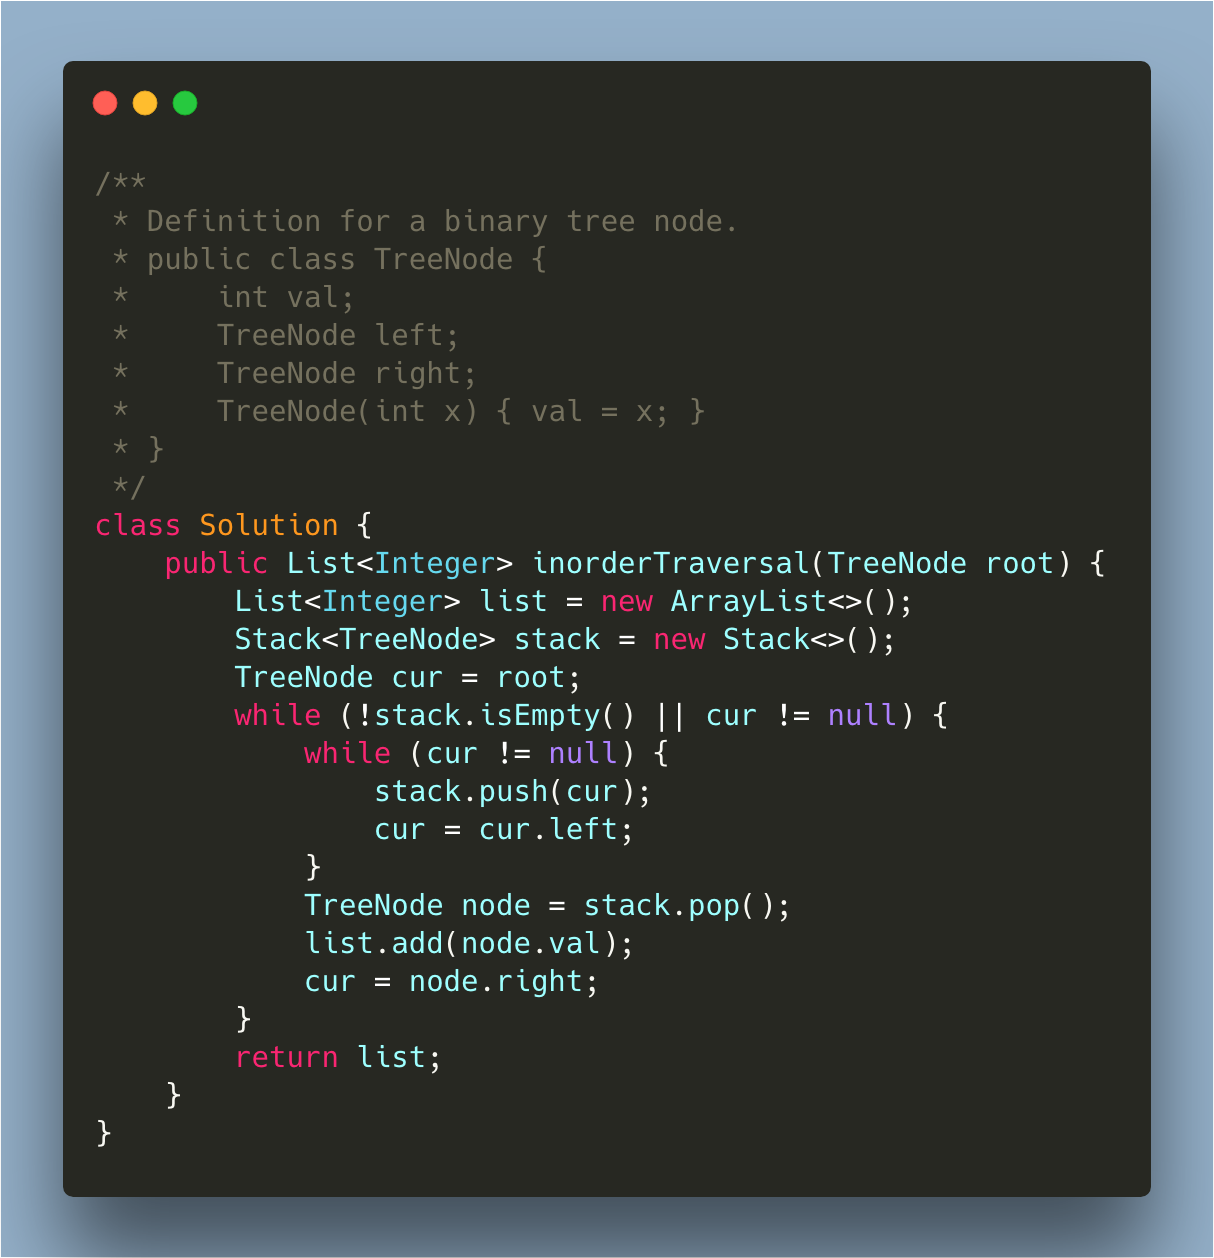 /**
 * Definition for a binary tree node.
 * public class TreeNode {
 *     int val;
 *     TreeNode left;
 *     TreeNode right;
 *     TreeNode(int x) { val = x; }
 * }
 */
class Solution {
    public List<Integer> inorderTraversal(TreeNode root) {
        List<Integer> list = new ArrayList<>();
        Stack<TreeNode> stack = new Stack<>();
        TreeNode cur = root;
        while (!stack.isEmpty() || cur != null) {
            while (cur != null) {
                stack.push(cur);
                cur = cur.left;
            }
            TreeNode node = stack.pop();
            list.add(node.val);
            cur = node.right;
        }
        return list;
    }
}